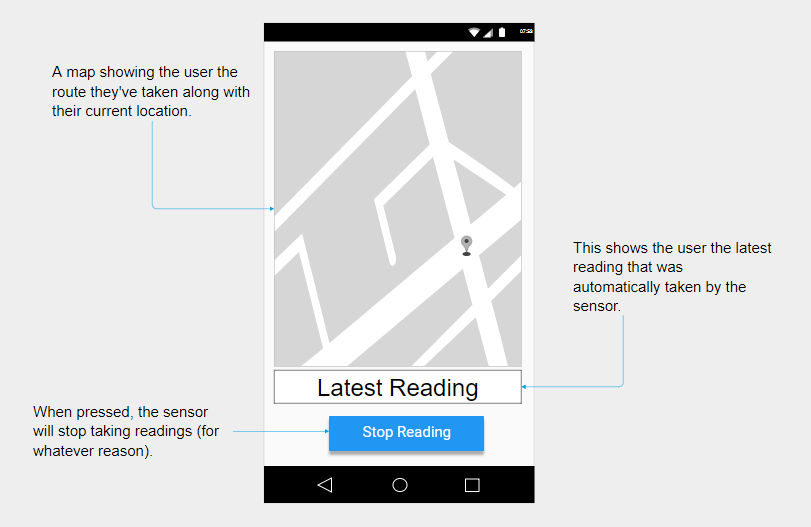 07:28
A map showing the user the
route they've taken along with
their current location.
This shows the user the latest
reading that was
automatically taken by the
sensor.
Latest Reading
When pressed, the sensor
will stop taking readings (for
whatever reason).
Stop Reading